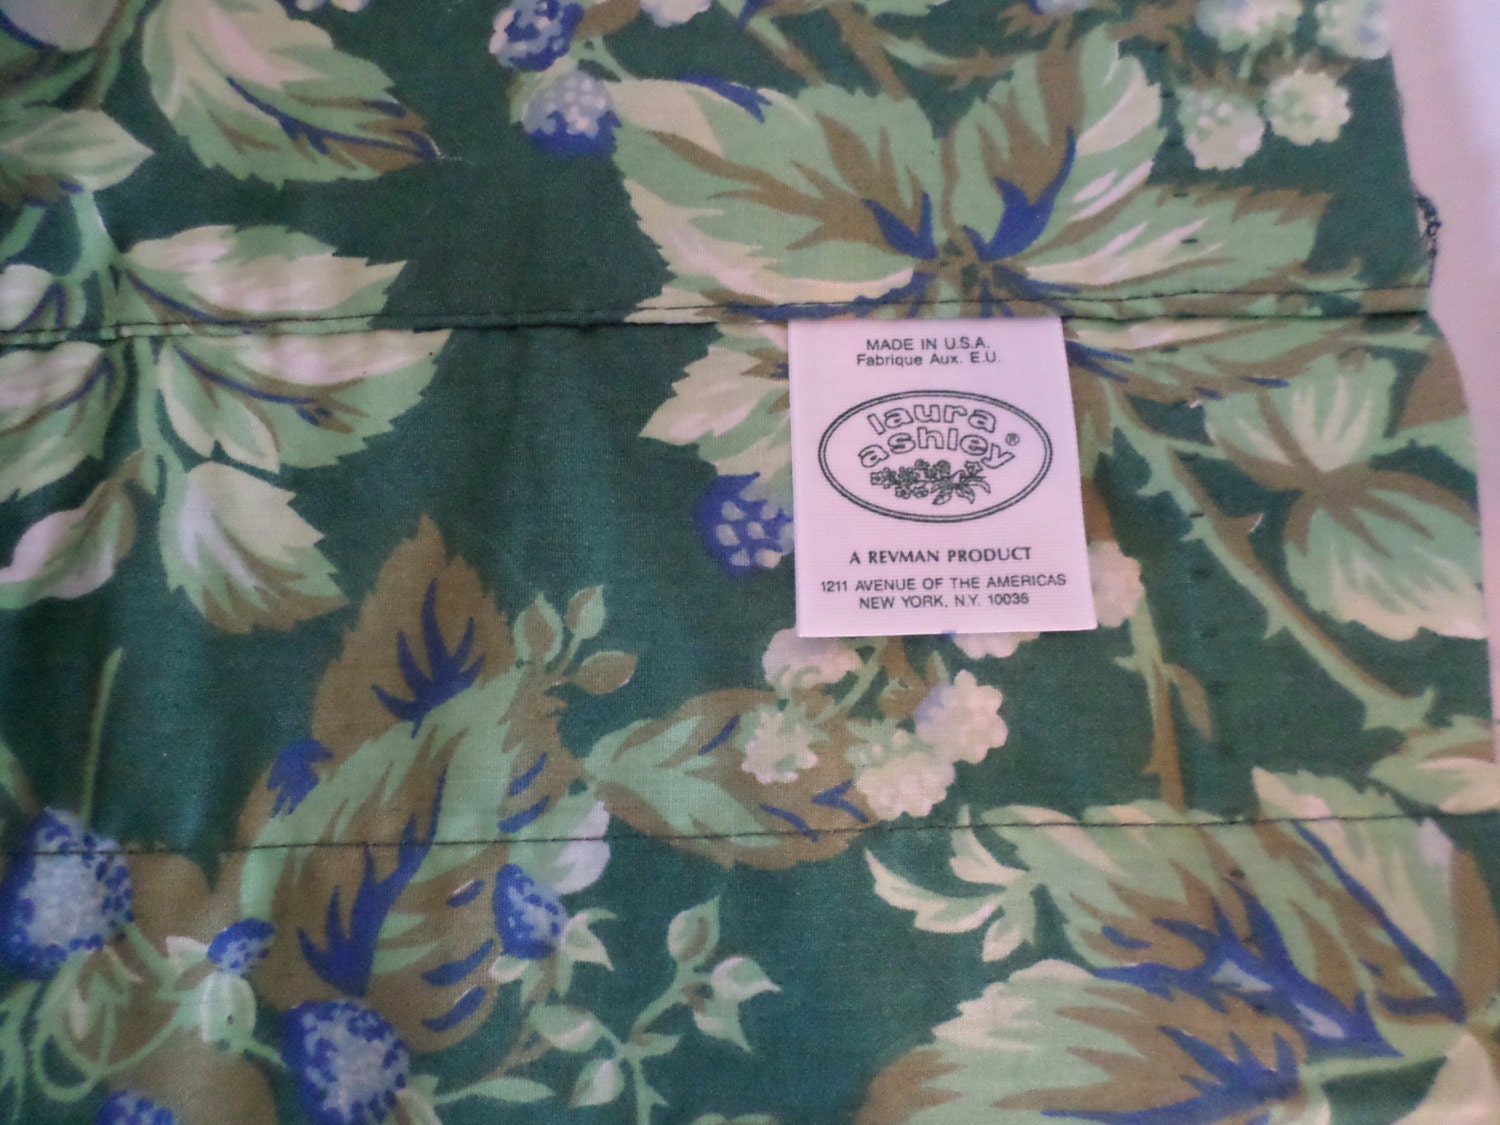 MADE IN U.S.A.
Fabrique Aux. E.U.
laura
ashley®
A REVMAN PRODUCT
1211 AVENUE OF THE AMERICAS
NEW YORK, N.Y. 10036